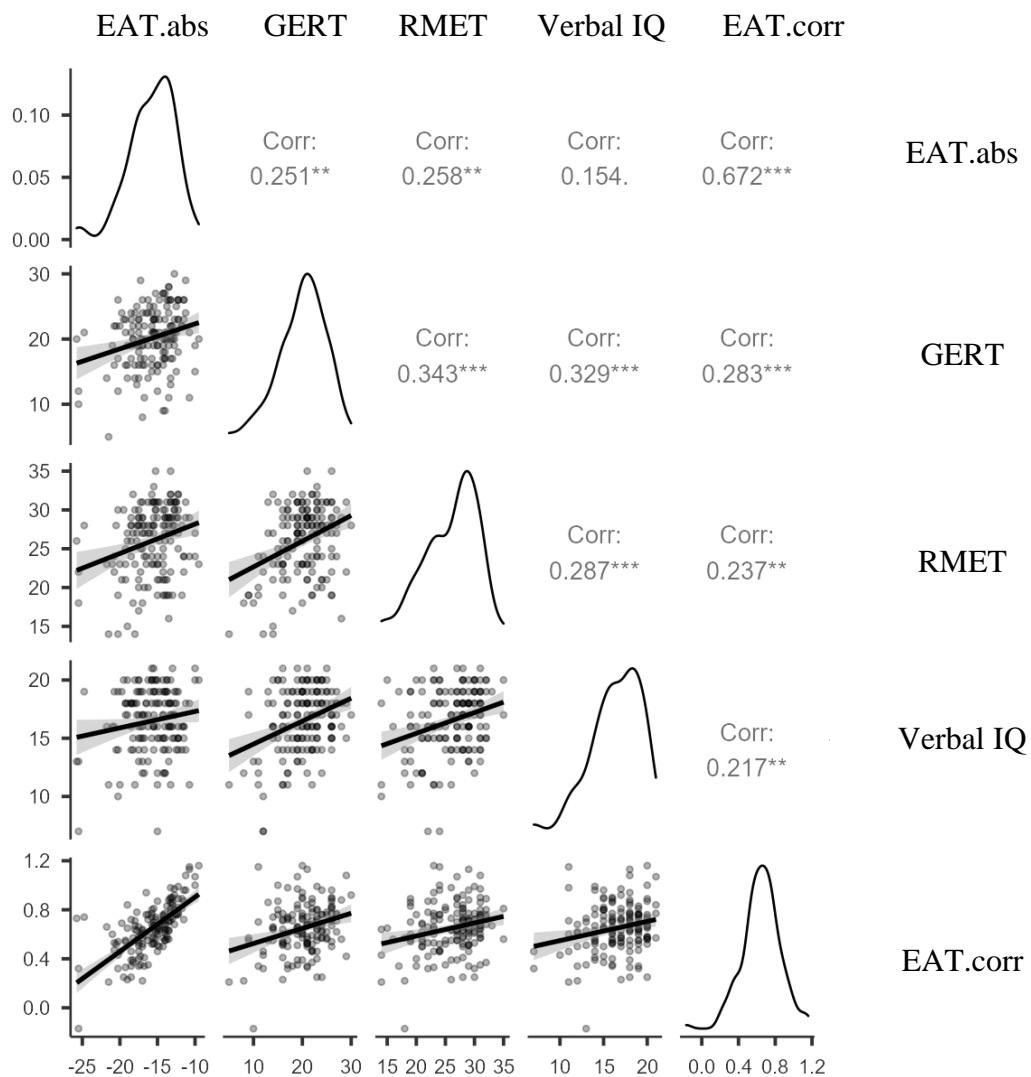 EAT.abs GERT RMET Verbal IQ EAT.corr
0.10
0.05
0.00
Corr:
0.251**
Corr:
0.258**
Corr:
0.154.
Corr:
0.672***
EAT.abs
30
20
10
Corr:
0.343***
Corr:
0.329***
Corr:
0.283***
GERT
35
30
25
20
15
Corr:
0.287***
Corr:
0.237**
RMET
20
15
10
Corr:
0.217**
Verbal IQ
1.2
0.8
0.4
0.0
EAT.corr
-25 -20 -15 -10 10 20 30 15 20 25 30 35 10 15 20 0.0 0.4 0.8 1.2